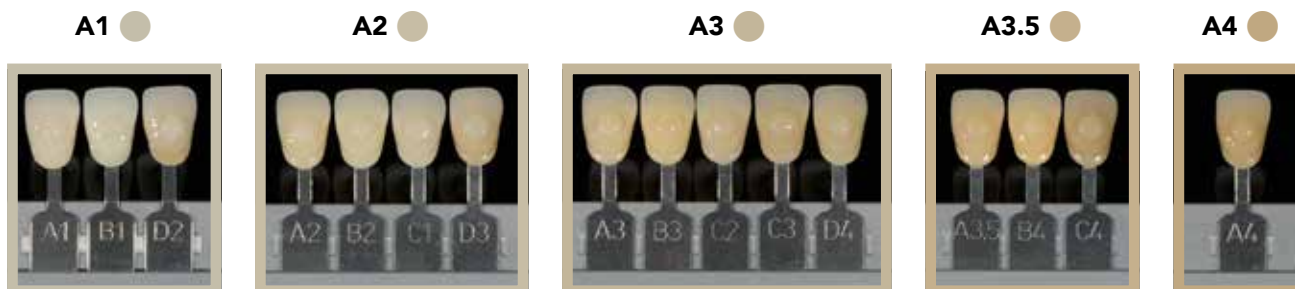 A1 A2 A3 A3.5 A4
A1 B1 D2 A2 B2 C1 D3 A3 B3 C2 C3 D4 A3,5 B4 C4 A4